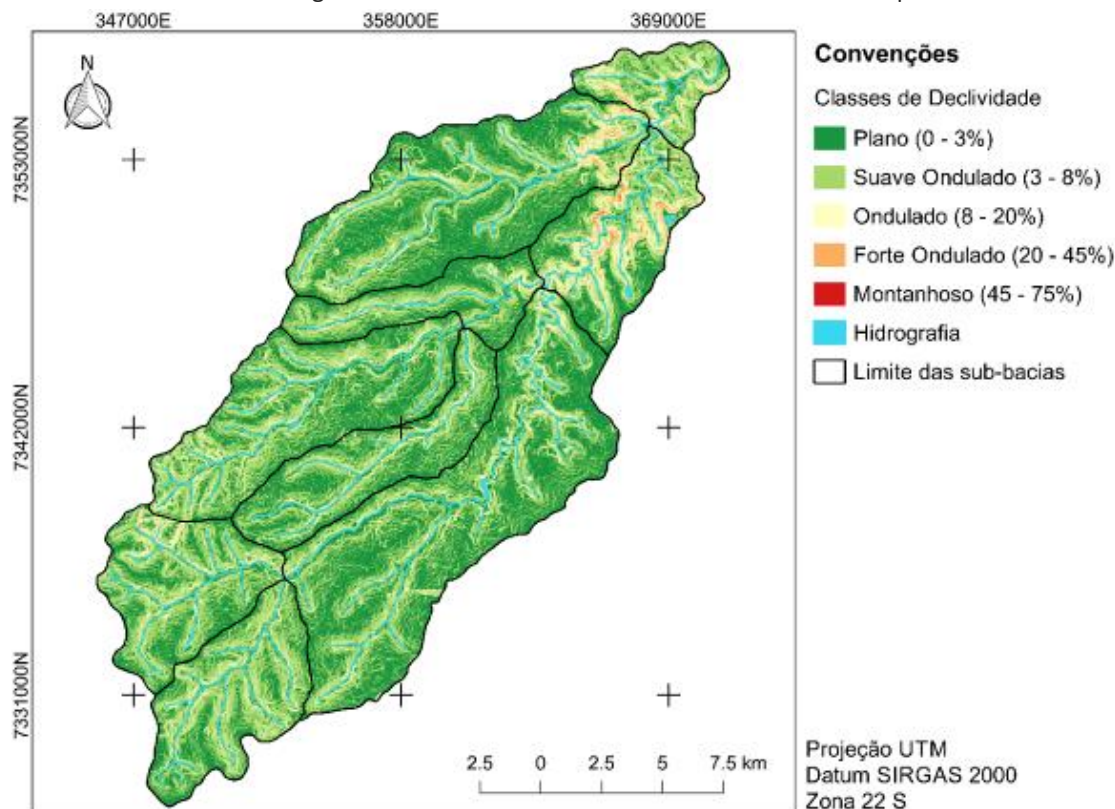 347000E 358000E 369000E
N
7353000N
7342000N
7331000N
Convenções
Classes de Declividade
Plano (0 - 3%)
Suave Ondulado (3 - 8%)
Ondulado (8 - 20%)
Forte Ondulado (20 - 45%)
Montanhoso (45 - 75%)
Hidrografia
Limite das sub-bacias
2.5 0 2.5 5 7.5 km
Projeção UTM
Datum SIRGAS 2000
Zona 22 S